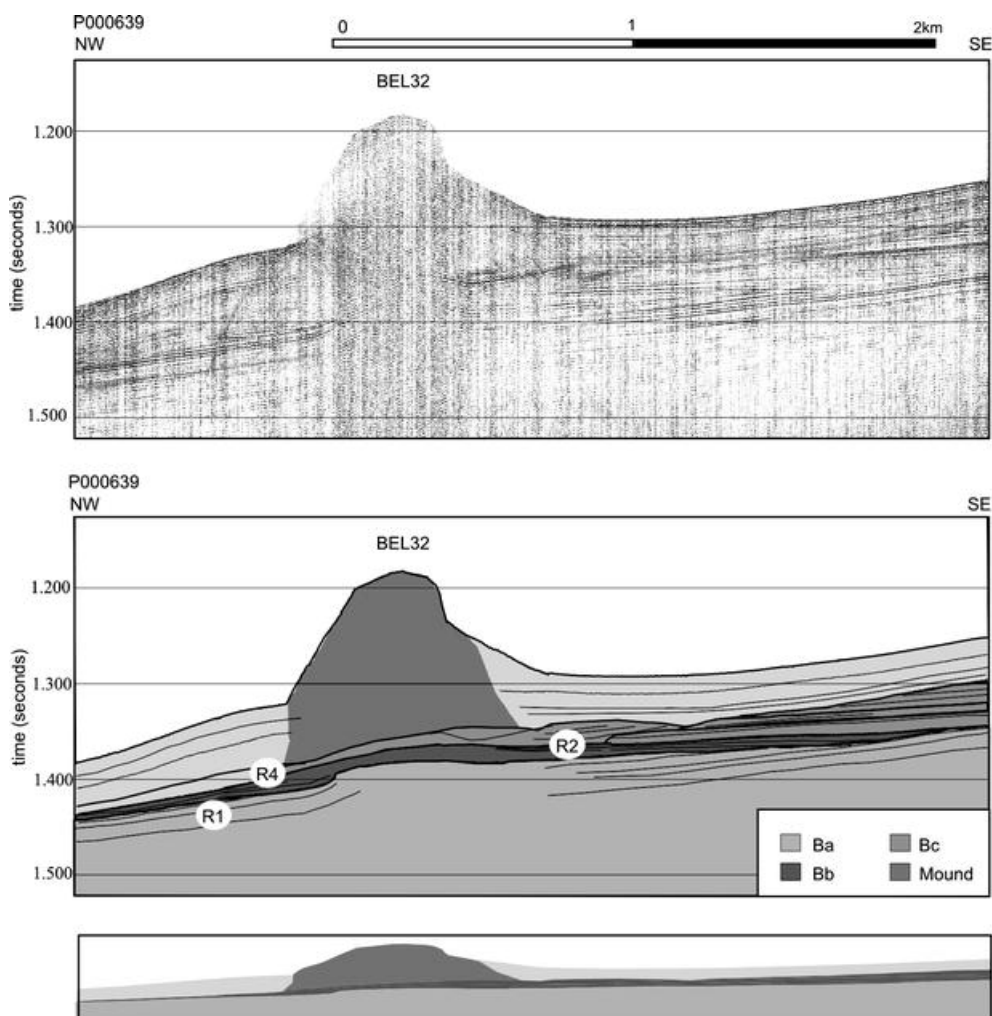 P000639
0 1 2km
NW SE
BEL32
1.200
1.300
1.400
1.500
time (seconds)
P000639
NW SE
BEL32
1.200
1.300
1.400
1.500
time (seconds)
R2
R4
R1
Ba Bc
Bb Mound